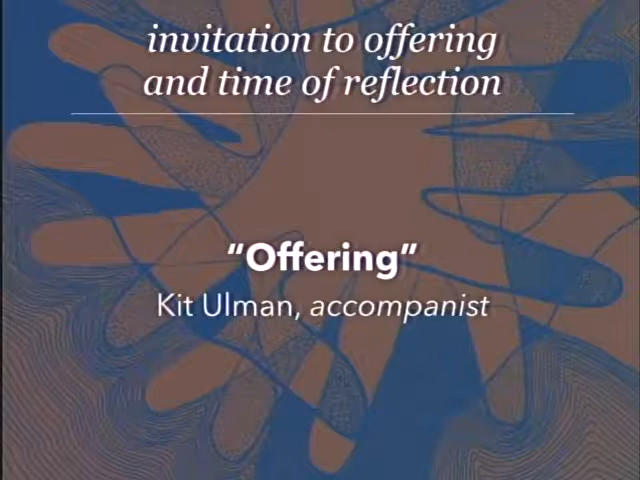 invitation to offering
and time of reflection
“Offering”
Kit Ulman, accompanist